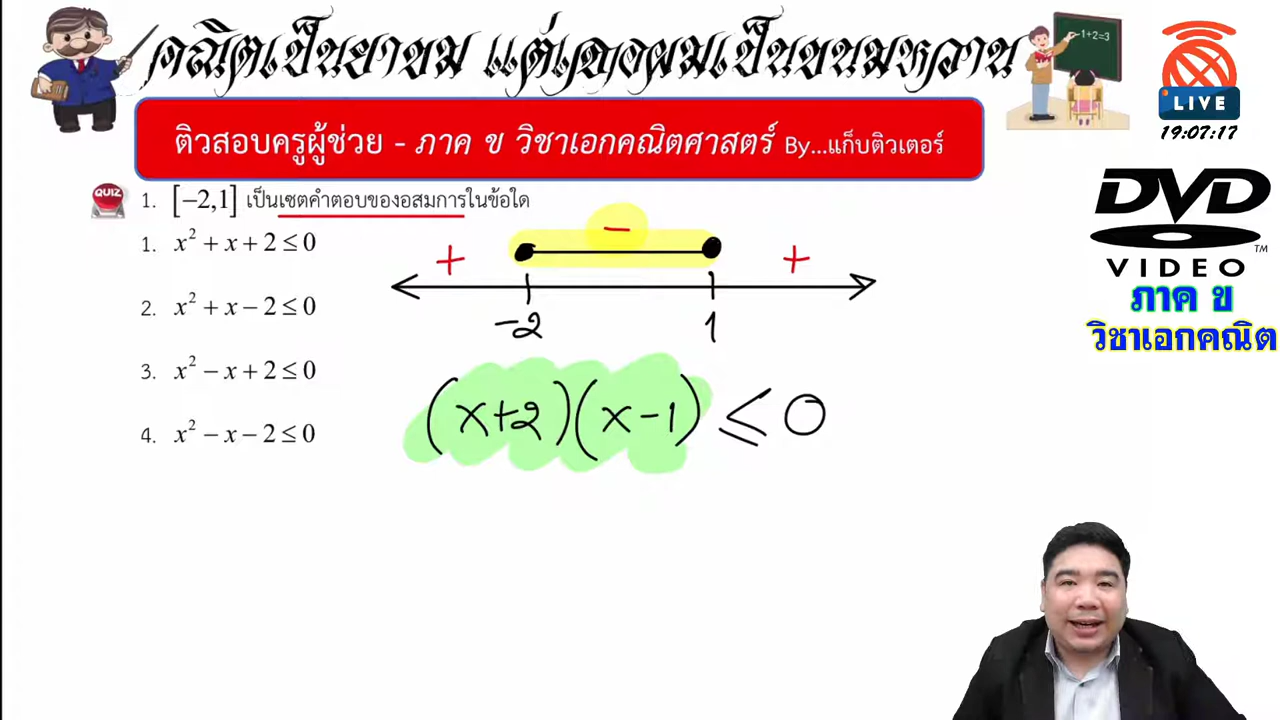 คณิตเป็นยาขม แต่เจอผมเป็นขนมหวาน
-1+2=3
LIVE
19:07:17
ติวสอบครูผู้ช่วย - ภาค ข วิชาเอกคณิตศาสตร์ By...แก็บติวเตอร์
QUIZ
1. [−2,1] เป็นเซตคำตอบของอสมการในข้อใด
1. x² + x + 2 ≤ 0
2. x² + x − 2 ≤ 0
3. x² − x + 2 ≤ 0
4. x² − x − 2 ≤ 0
+ − +
−2 1
(x+2)(x−1) ≤ 0
DVD
TM
VIDEO
ภาค ข
วิชาเอกคณิต